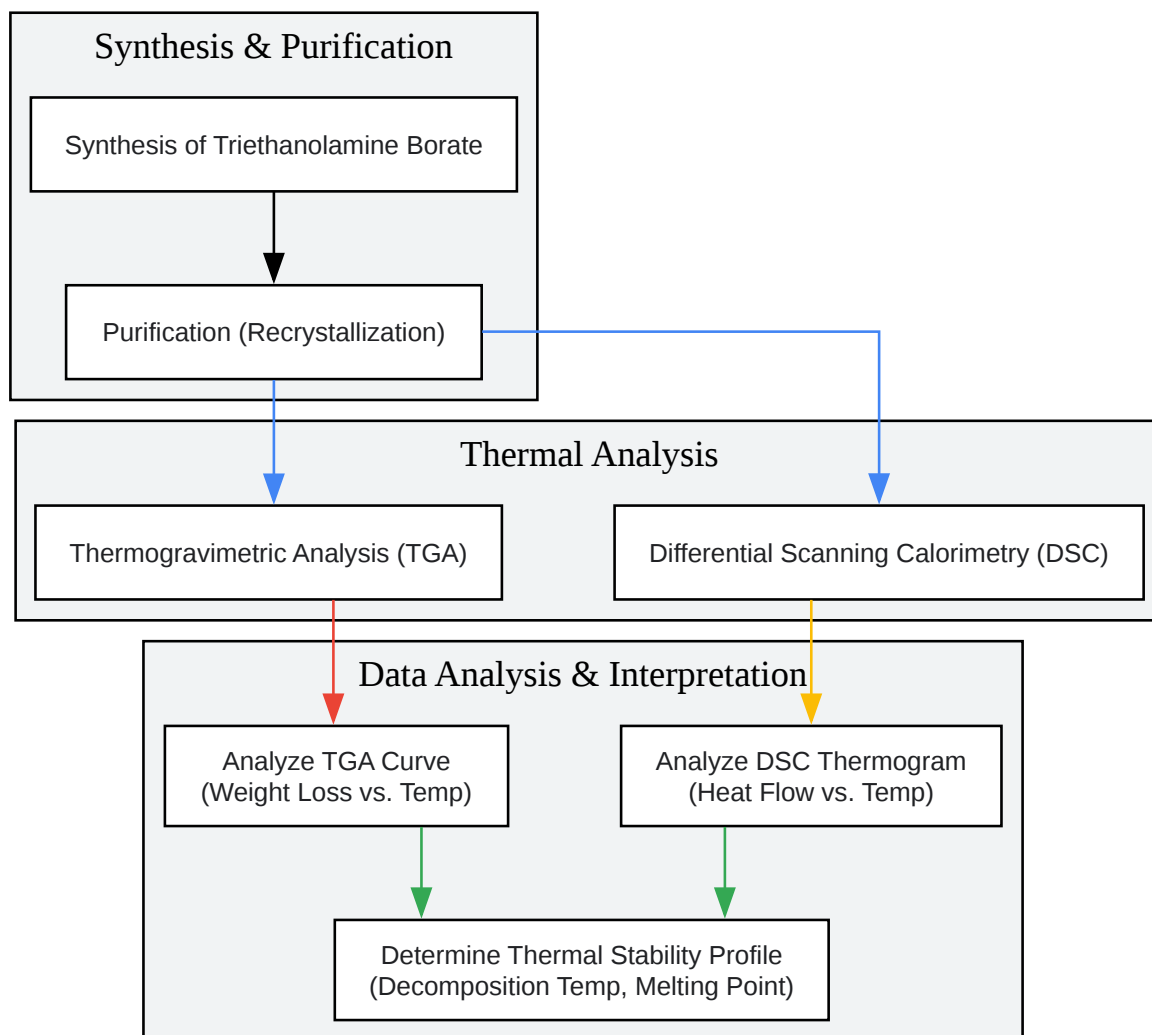 Synthesis & Purification
Synthesis of Triethanolamine Borate
Purification (Recrystallization)
Thermal Analysis
Thermogravimetric Analysis (TGA)
Differential Scanning Calorimetry (DSC)
Data Analysis & Interpretation
Analyze TGA Curve
(Weight Loss vs. Temp)
Analyze DSC Thermogram
(Heat Flow vs. Temp)
Determine Thermal Stability Profile
(Decomposition Temp, Melting Point)